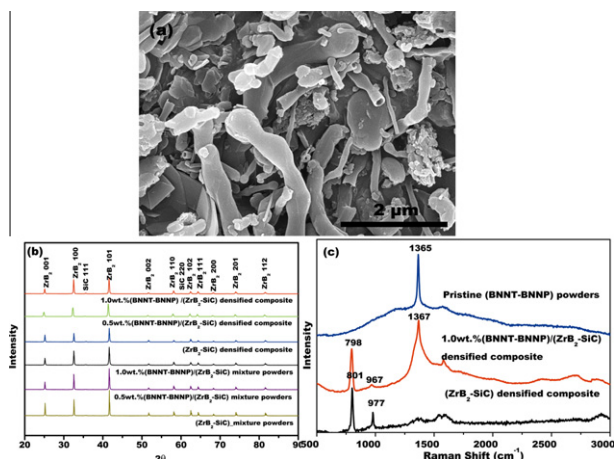 (a)
2 μm
(b)
ZrB2 001
ZrB2 100
SiC 111
ZrB2 101
ZrB2 002
ZrB2 110
SiC 220
ZrB2 102
ZrB2 111
ZrB2 200
ZrB2 201
ZrB2 112
1.0wt.%(BNNT-BNNP) /(ZrB2-SiC) densified composite
0.5wt.%(BNNT-BNNP)/(ZrB2-SiC) densified composite
(ZrB2-SiC) densified composite
1.0wt.%(BNNT-BNNP)/(ZrB2-SiC) mixture powders
0.5wt.%(BNNT-BNNP)/(ZrB2-SiC) mixture powders
(ZrB2-SiC) mixture powders
Intensity
20 30 40 50 60 70 80 90
(c)
1365
Pristine (BNNT-BNNP) powders
1367
1.0wt.%(BNNT-BNNP)/(ZrB2-SiC)
densified composite
798
967
801
(ZrB2-SiC) densified composite
977
Intensity
500 1000 1500 2000 2500 3000
Raman Shift (cm-1)